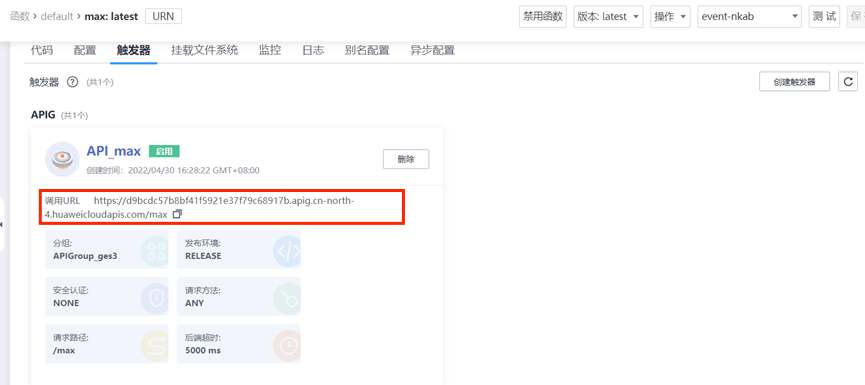 函数 > default > max: latest URN 禁用函数 版本: latest 操作 event-nkab 测 试
代码 配置 触发器 挂载文件系统 监控 日志 别名配置 异步配置
触发器 ? (共1个) 创建触发器
APIG (共1个)
API_max 启用 删除
创建时间: 2022/04/30 16:28:22 GMT+08:00
调用URL https://d9bcdc57b8bf41f5921e37f79c68917b.apig.cn-north-
4.huaweicloudapis.com/max
分组: 发布环境:
APIGroup_ges3 RELEASE
安全认证: 请求方法:
NONE ANY
请求路径: 后端超时:
/max 5000 ms